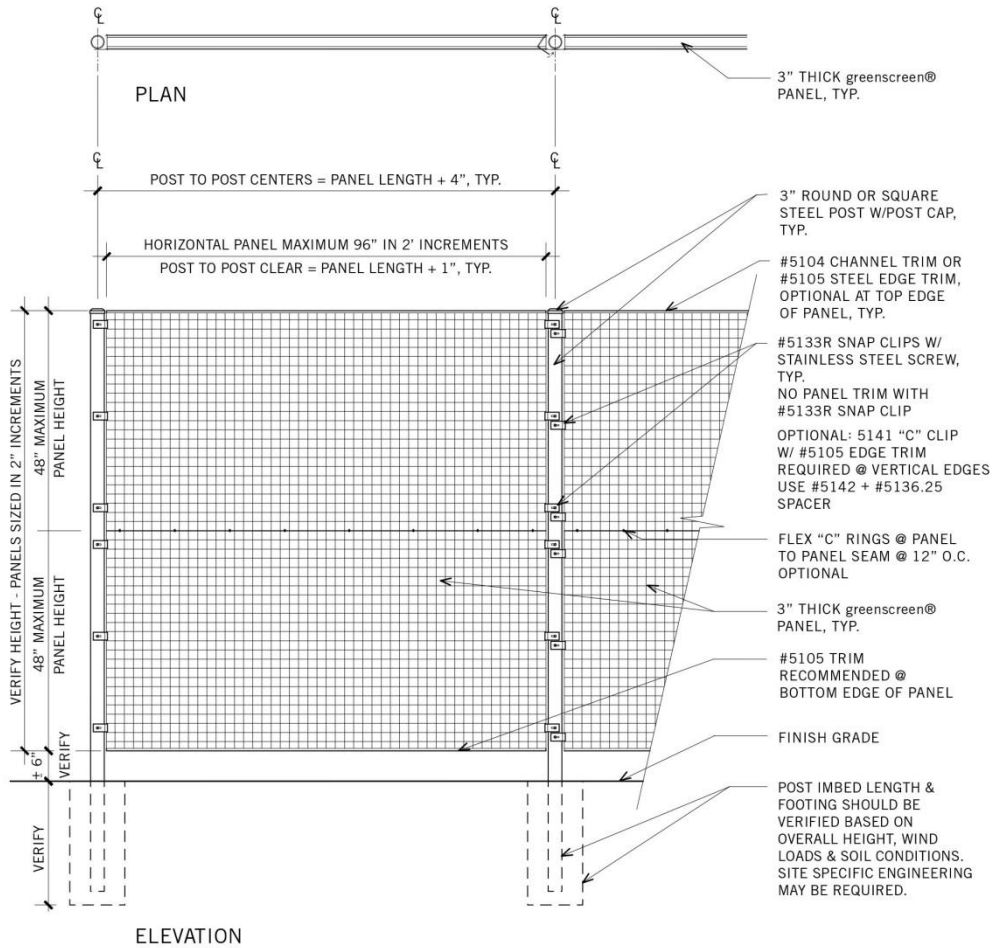 ℄
℄
3” THICK greenscreen®
PANEL, TYP.
PLAN
℄
℄
POST TO POST CENTERS = PANEL LENGTH + 4”, TYP.
HORIZONTAL PANEL MAXIMUM 96” IN 2’ INCREMENTS
POST TO POST CLEAR = PANEL LENGTH + 1”, TYP.
3” ROUND OR SQUARE
STEEL POST W/POST CAP,
TYP.
#5104 CHANNEL TRIM OR
#5105 STEEL EDGE TRIM,
OPTIONAL AT TOP EDGE
OF PANEL, TYP.
#5133R SNAP CLIPS W/
STAINLESS STEEL SCREW,
TYP.
NO PANEL TRIM WITH
#5133R SNAP CLIP
OPTIONAL: 5141 “C” CLIP
W/ #5105 EDGE TRIM
REQUIRED @ VERTICAL EDGES
USE #5142 + #5136.25
SPACER
FLEX “C” RINGS @ PANEL
TO PANEL SEAM @ 12” O.C.
OPTIONAL
3” THICK greenscreen®
PANEL, TYP.
#5105 TRIM
RECOMMENDED @
BOTTOM EDGE OF PANEL
FINISH GRADE
POST IMBED LENGTH &
FOOTING SHOULD BE
VERIFIED BASED ON
OVERALL HEIGHT, WIND
LOADS & SOIL CONDITIONS.
SITE SPECIFIC ENGINEERING
MAY BE REQUIRED.
VERIFY HEIGHT - PANELS SIZED IN 2” INCREMENTS
48” MAXIMUM
PANEL HEIGHT
48” MAXIMUM
PANEL HEIGHT
± 6”
VERIFY
VERIFY
ELEVATION